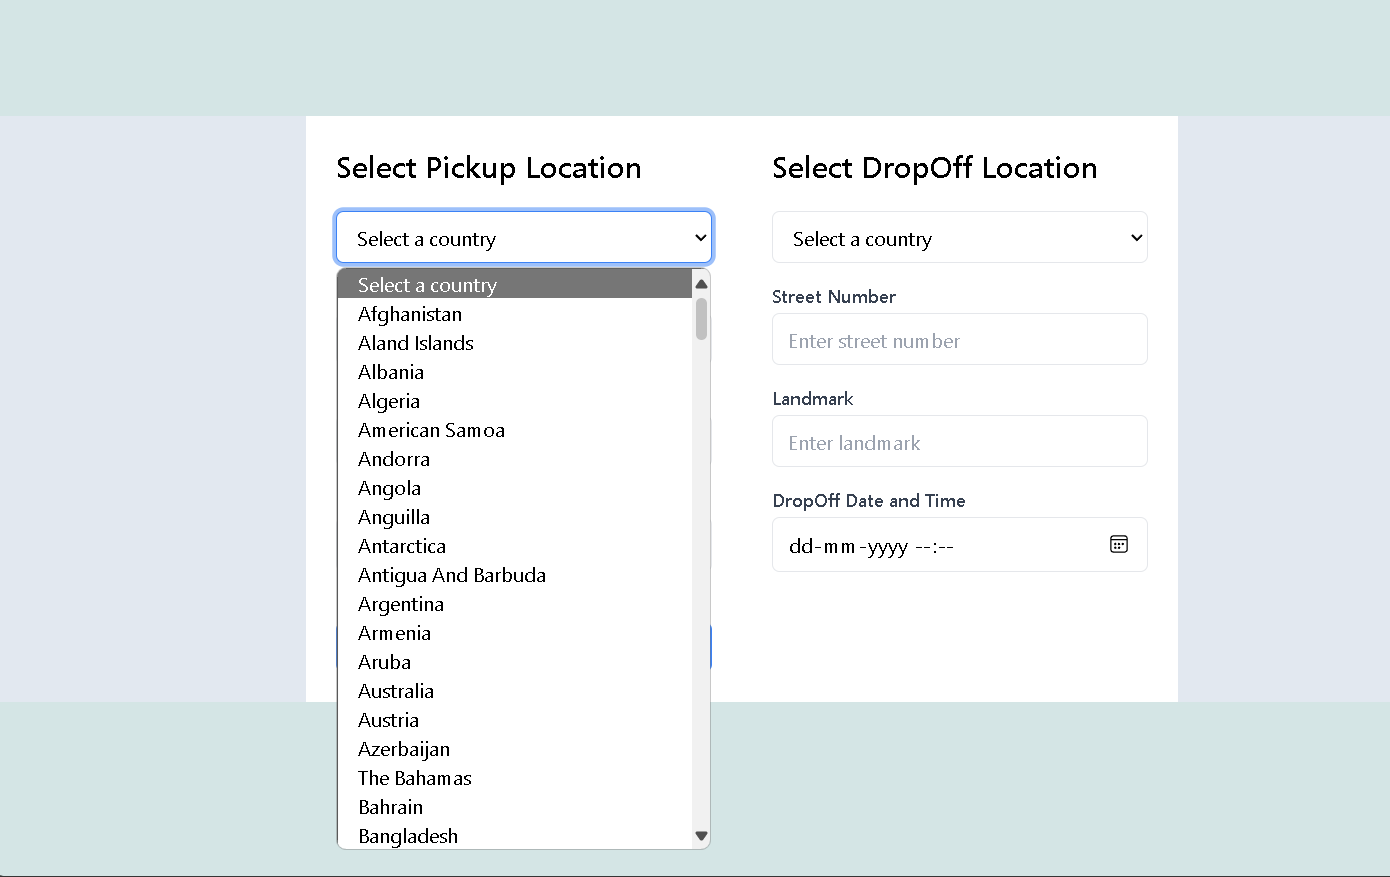 Select Pickup Location
Select a country
Select a country
Afghanistan
Aland Islands
Albania
Algeria
American Samoa
Andorra
Angola
Anguilla
Antarctica
Antigua And Barbuda
Argentina
Armenia
Aruba
Australia
Austria
Azerbaijan
The Bahamas
Bahrain
Bangladesh
Select DropOff Location
Select a country
Street Number
Enter street number
Landmark
Enter landmark
DropOff Date and Time
dd-mm-yyyy --:--